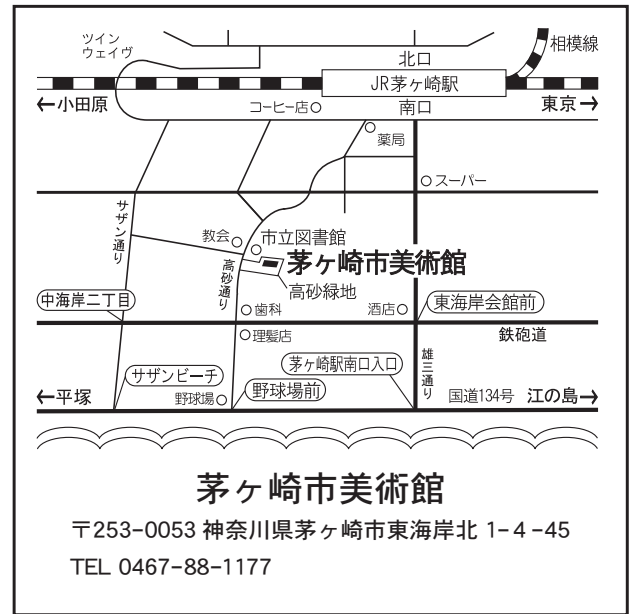 ツイン
ウェイヴ
相模線
北口
JR茅ヶ崎駅
←小田原
コーヒー店
南口
東京→
薬局
スーパー
サザン通り
教会
市立図書館
茅ヶ崎市美術館
高砂通り
高砂緑地
中海岸二丁目
歯科
酒店
東海岸会館前
理髪店
鉄砲道
茅ヶ崎駅南口入口
雄三通り
サザンビーチ
←平塚
野球場
野球場前
国道134号
江の島→
茅ヶ崎市美術館
〒253-0053 神奈川県茅ヶ崎市東海岸北 1-4-45
TEL 0467-88-1177